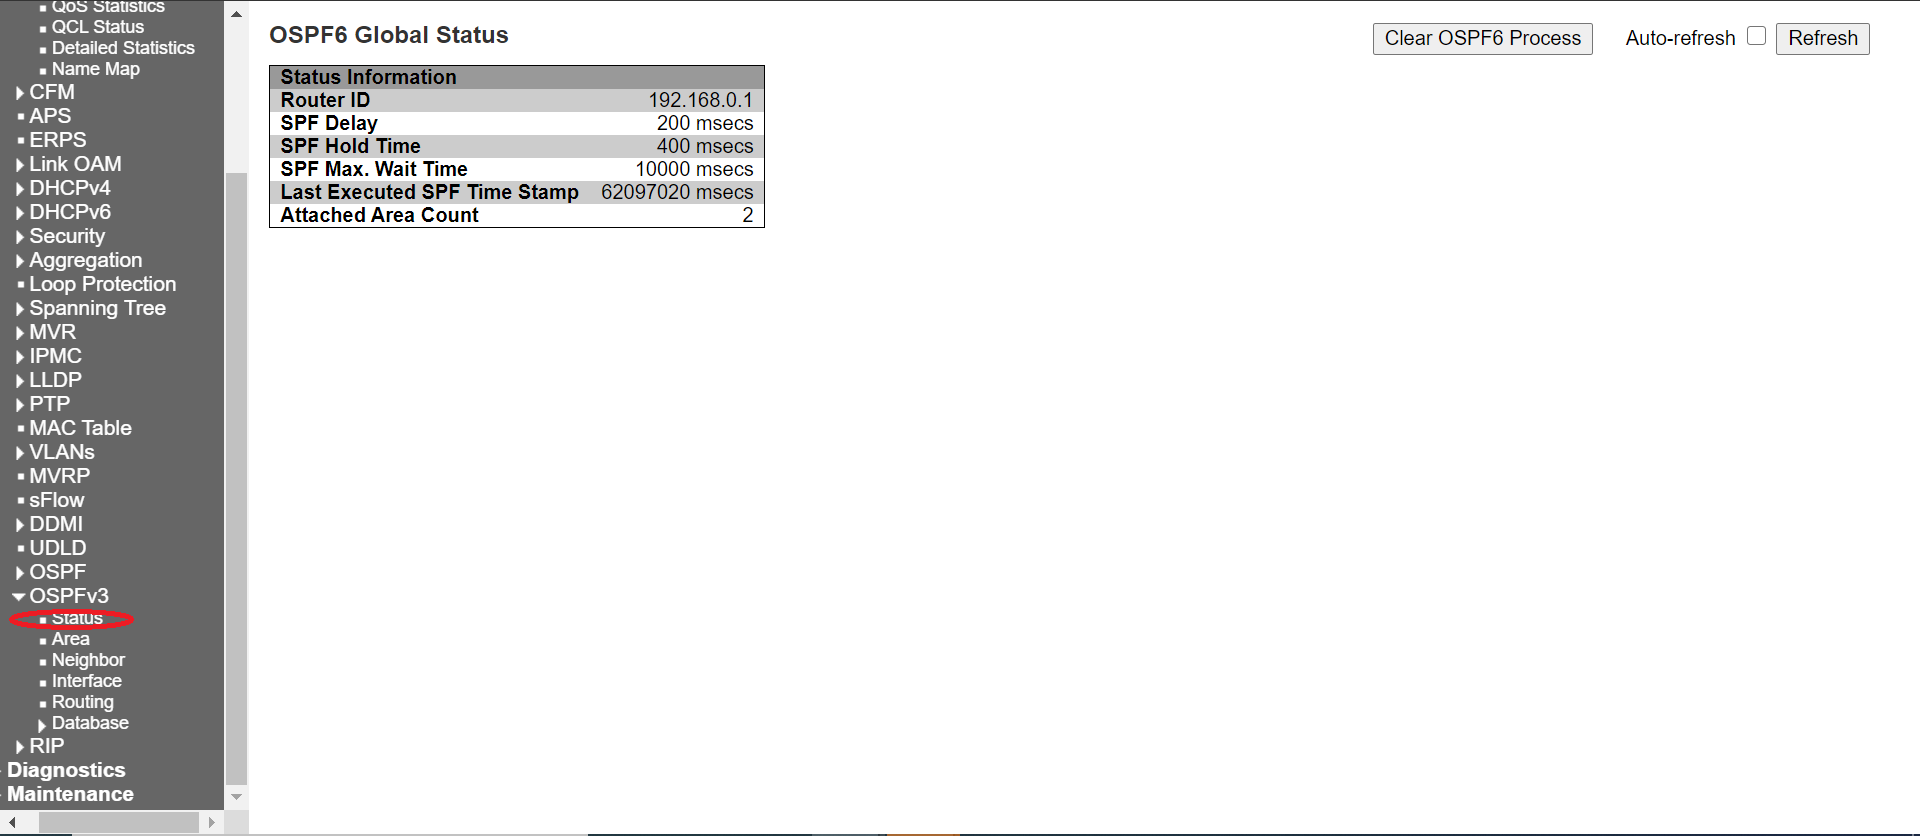 QoS Statistics
QCL Status
Detailed Statistics
Name Map
CFM
APS
ERPS
Link OAM
DHCPv4
DHCPv6
Security
Aggregation
Loop Protection
Spanning Tree
MVR
IPMC
LLDP
PTP
MAC Table
VLANs
MVRP
sFlow
DDMI
UDLD
OSPF
OSPFv3
Status
Area
Neighbor
Interface
Routing
Database
RIP
Diagnostics
Maintenance
OSPF6 Global Status
Clear OSPF6 Process Auto-refresh Refresh
Status Information
Router ID 192.168.0.1
SPF Delay 200 msecs
SPF Hold Time 400 msecs
SPF Max. Wait Time 10000 msecs
Last Executed SPF Time Stamp 62097020 msecs
Attached Area Count 2